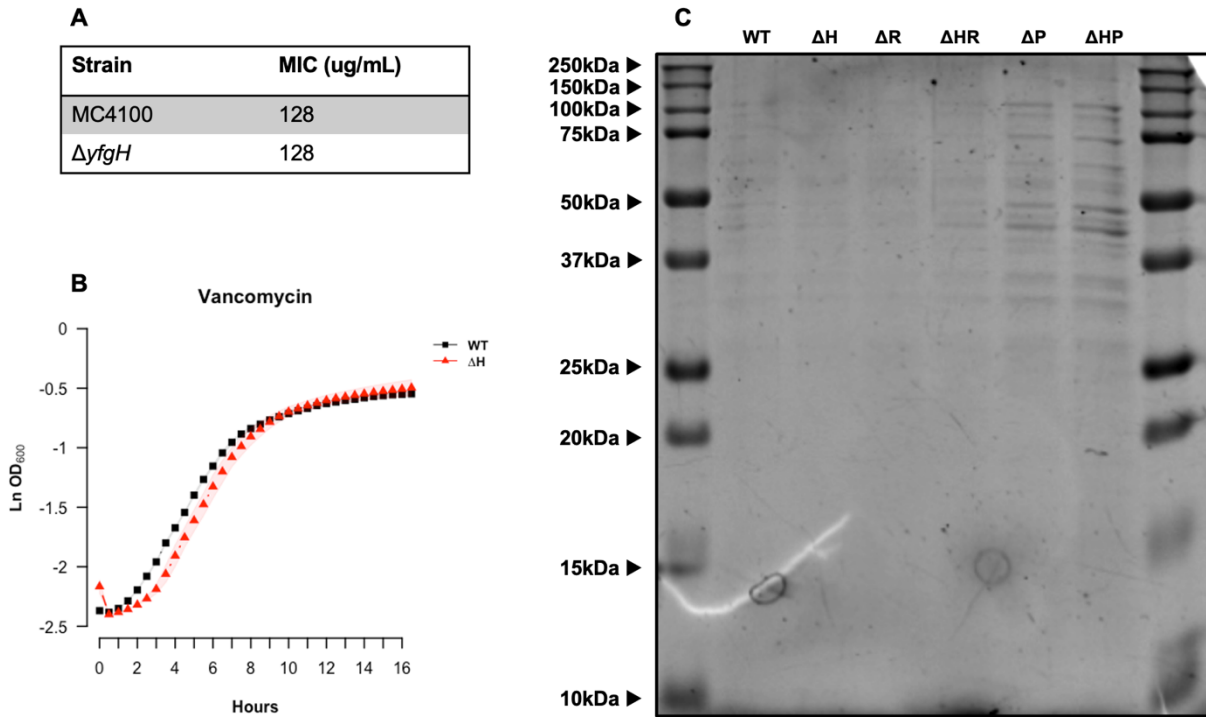 A
Strain MIC (ug/mL)
MC4100 128
ΔyfgH 128
B
Vancomycin
WT
ΔH
0
-0.5
-1
-1.5
-2
-2.5
Ln OD600
0 2 4 6 8 10 12 14 16
Hours
C
WT ΔH ΔR ΔHR ΔP ΔHP
250kDa
150kDa
100kDa
75kDa
50kDa
37kDa
25kDa
20kDa
15kDa
10kDa